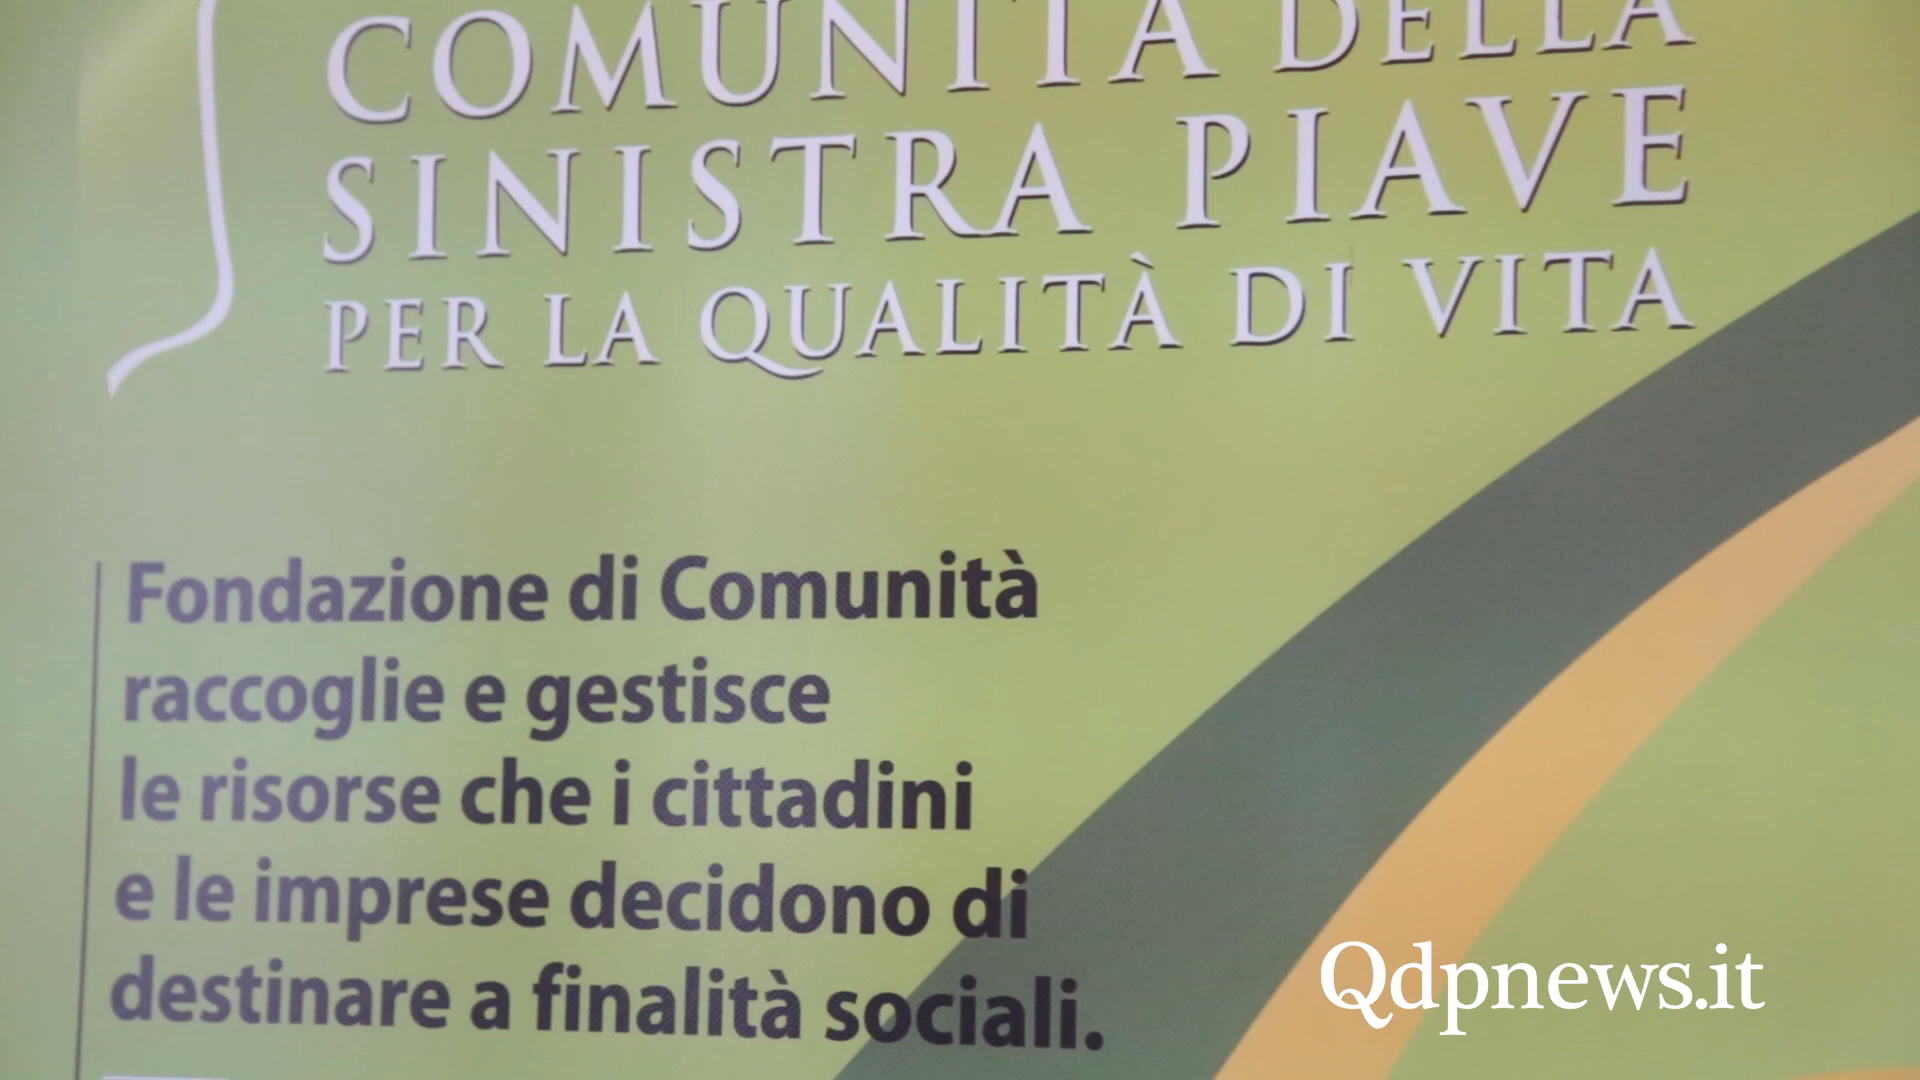 COMUNITÀ DELLA
SINISTRA PIAVE
PER LA QUALITÀ DI VITA
Fondazione di Comunità
raccoglie e gestisce
le risorse che i cittadini
e le imprese decidono di
destinare a finalità sociali.
Qdpnews.it